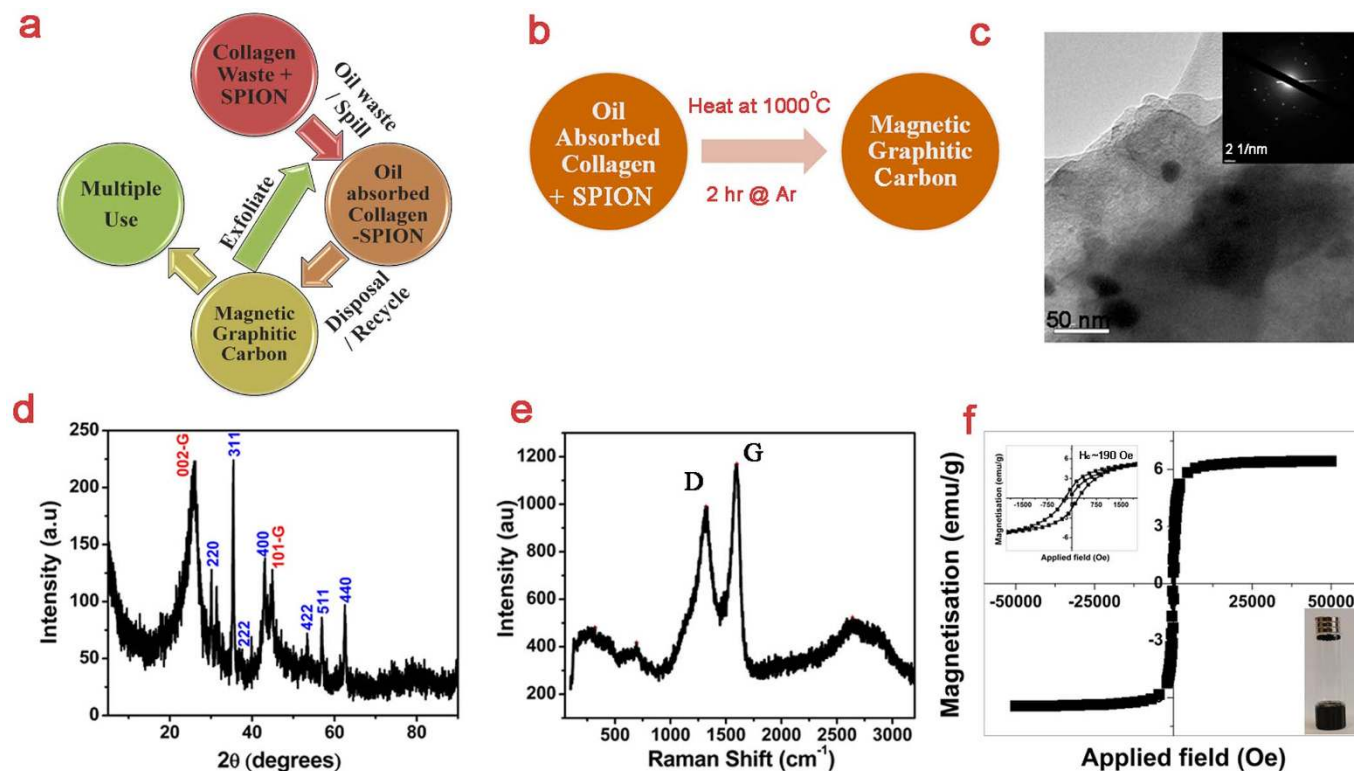 a
Collagen
Waste +
SPION
Oil waste
/ Spill
Multiple
Use
Exfoliate
Oil
absorbed
Collagen
-SPION
Magnetic
Graphitic
Carbon
Disposal
/ Recycle
b
Oil
Absorbed
Collagen
+ SPION
Heat at 1000°C
2 hr @ Ar
Magnetic
Graphitic
Carbon
c
2 1/nm
50 nm
d
250
200
150
100
50
0
Intensity (a.u)
002-G
220
311
222
400
101-G
422
511
440
20
40
60
80
2θ (degrees)
e
1200
1000
800
600
400
200
Intensity (au)
D
G
500
1000
1500
2000
2500
3000
Raman Shift (cm⁻¹)
f
Magnetisation (emu/g)
6
3
0
-3
-50000
-25000
25000
50000
Applied field (Oe)
Hc ~190 Oe
Magnetisation (emu/g)
6
3
0
-6
-1500
-750
750
1500
Applied field (Oe)